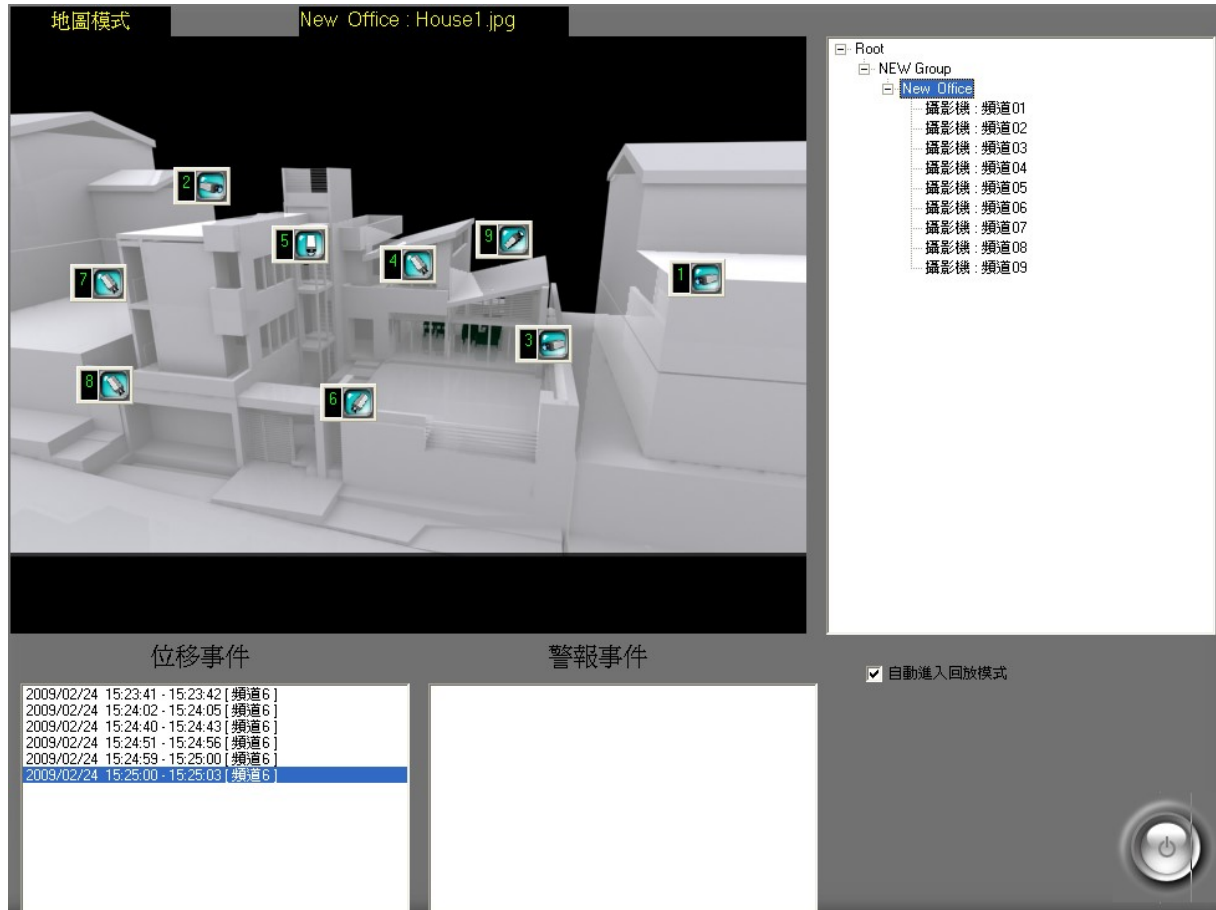 地圖模式
New Office : House1.jpg
2
5
9
4
7
1
3
8
6
Root
NEW Group
New Office
攝影機 : 頻道01
攝影機 : 頻道02
攝影機 : 頻道03
攝影機 : 頻道04
攝影機 : 頻道05
攝影機 : 頻道06
攝影機 : 頻道07
攝影機 : 頻道08
攝影機 : 頻道09
位移事件
2009/02/24 15:23:41 - 15:23:42 [ 頻道6 ]
2009/02/24 15:24:02 - 15:24:05 [ 頻道6 ]
2009/02/24 15:24:40 - 15:24:43 [ 頻道6 ]
2009/02/24 15:24:51 - 15:24:56 [ 頻道6 ]
2009/02/24 15:24:59 - 15:25:00 [ 頻道6 ]
2009/02/24 15:25:00 - 15:25:03 [ 頻道6 ]
警報事件
自動進入回放模式